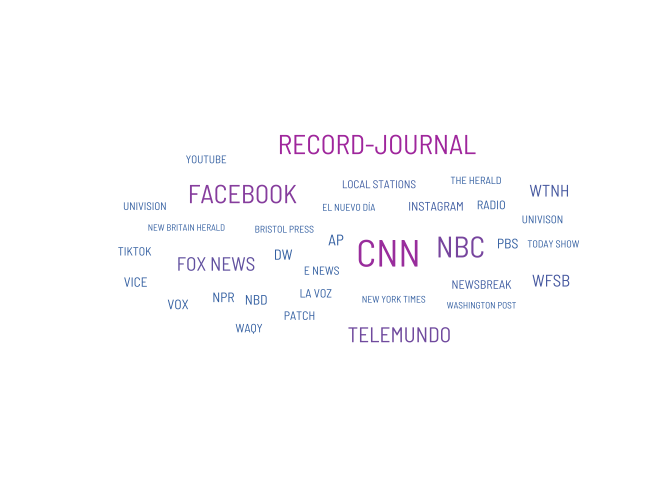 RECORD-JOURNAL
YOUTUBE
FACEBOOK
LOCAL STATIONS
THE HERALD
WTNH
UNIVISION
EL NUEVO DÍA
INSTAGRAM
RADIO
UNIVISON
NEW BRITAIN HERALD
BRISTOL PRESS
AP
CNN
NBC
PBS
TODAY SHOW
TIKTOK
FOX NEWS
DW
E NEWS
VICE
NEWSBREAK
WFSB
VOX
NPR
NBD
LA VOZ
NEW YORK TIMES
WASHINGTON POST
PATCH
WAQY
TELEMUNDO